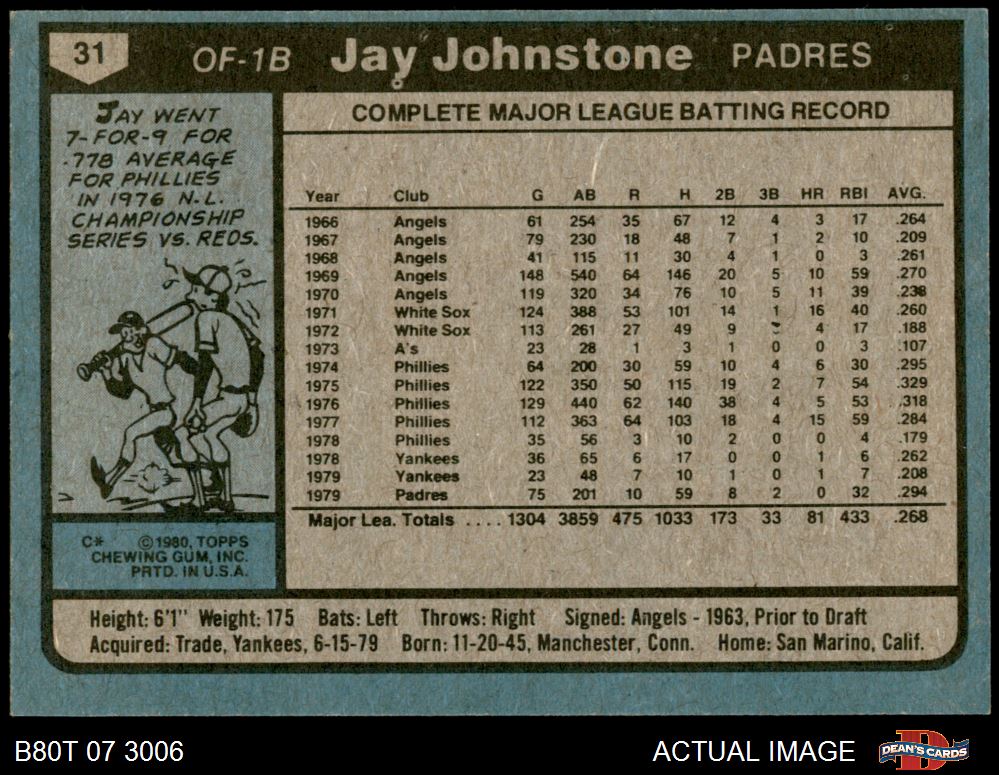 31 OF-1B Jay Johnstone PADRES
JAY WENT
7-FOR-9 FOR
.778 AVERAGE
FOR PHILLIES
IN 1976 N.L.
CHAMPIONSHIP
SERIES VS. REDS.
C* ©1980, TOPPS
CHEWING GUM, INC.
PRTD. IN U.S.A.
COMPLETE MAJOR LEAGUE BATTING RECORD
Year Club G AB R H 2B 3B HR RBI AVG.
1966 Angels 61 254 35 67 12 4 3 17 .264
1967 Angels 79 230 18 48 7 1 2 10 .209
1968 Angels 41 115 11 30 4 1 0 3 .261
1969 Angels 148 540 64 146 20 5 10 59 .270
1970 Angels 119 320 34 76 10 5 11 39 .238
1971 White Sox 124 388 53 101 14 1 16 40 .260
1972 White Sox 113 261 27 49 9 4 17 .188
1973 A's 23 28 1 3 1 0 0 3 .107
1974 Phillies 64 200 30 59 10 4 6 30 .295
1975 Phillies 122 350 50 115 19 2 7 54 .329
1976 Phillies 129 440 62 140 38 4 5 53 .318
1977 Phillies 112 363 64 103 18 4 15 59 .284
1978 Phillies 35 56 3 10 2 0 0 4 .179
1978 Yankees 36 65 6 17 0 0 1 6 .262
1979 Yankees 23 48 7 10 1 0 1 7 .208
1979 Padres 75 201 10 59 8 2 0 32 .294
Major Lea. Totals .... 1304 3859 475 1033 173 33 81 433 .268
Height: 6'1" Weight: 175 Bats: Left Throws: Right Signed: Angels - 1963, Prior to Draft
Acquired: Trade, Yankees, 6-15-79 Born: 11-20-45, Manchester, Conn. Home: San Marino, Calif.
B80T 07 3006 ACTUAL IMAGE DEAN'S CARDS